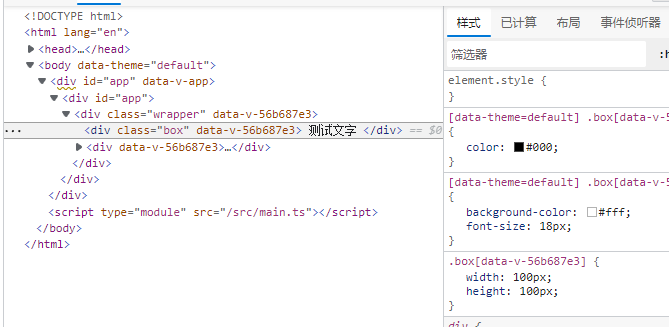 <!DOCTYPE html>
<html lang="en">
<head>…</head>
<body data-theme="default">
<div id="app" data-v-app>
<div id="app">
<div class="wrapper" data-v-56b687e3>
··· <div class="box" data-v-56b687e3> 测试文字 </div> == $0
<div data-v-56b687e3>…</div>
</div>
</div>
</div>
<script type="module" src="/src/main.ts"></script>
</body>
</html>
样式 已计算 布局 事件侦听器
筛选器 :h
element.style {
}
[data-theme=default] .box[data-v-5
{
color: #000;
}
[data-theme=default] .box[data-v-5
{
background-color: #fff;
font-size: 18px;
}
.box[data-v-56b687e3] {
width: 100px;
height: 100px;
}
div {